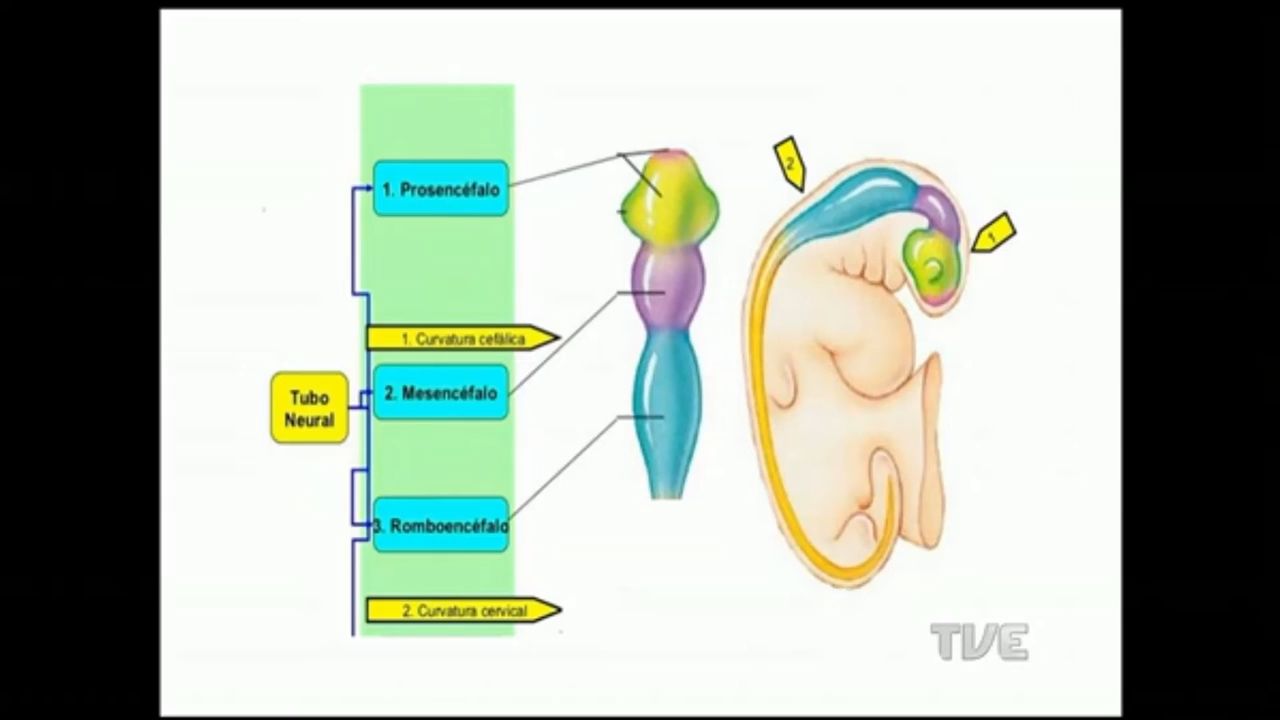 1. Prosencéfalo
1. Curvatura cefálica
2. Mesencéfalo
Tubo
Neural
3. Romboencéfalo
2. Curvatura cervical
2
1
TVE